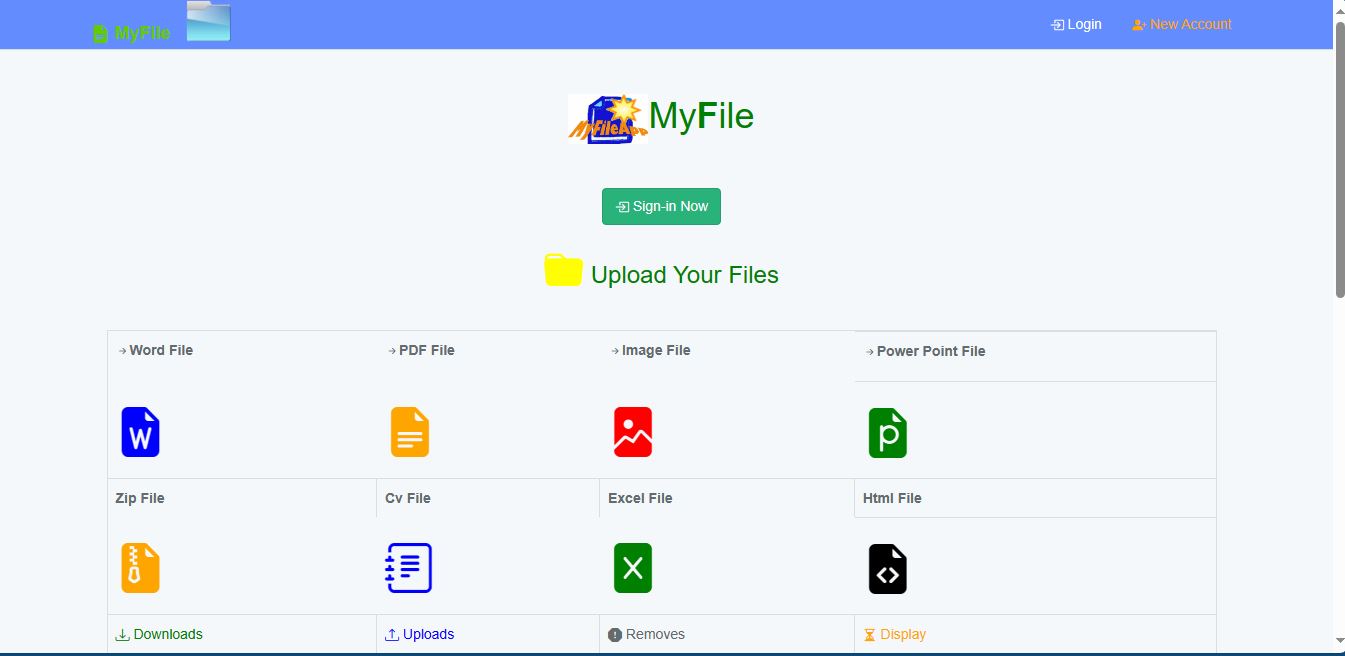 MyFile
Login New Account
MyFileApp
MyFile
Sign-in Now
Upload Your Files
Word File PDF File Image File Power Point File
W p
Zip File Cv File Excel File Html File
X <>
Downloads Uploads Removes Display